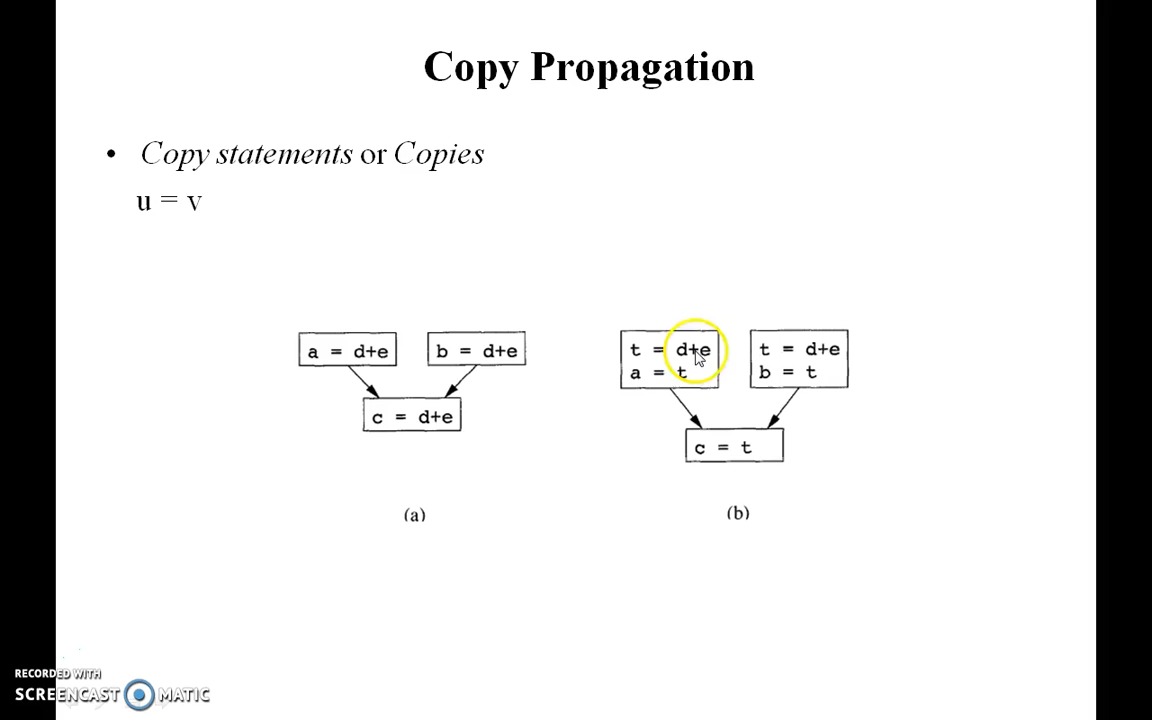 Copy Propagation
• Copy statements or Copies
u = v
a = d+e
b = d+e
c = d+e
(a)
t = d+e
a = t
t = d+e
b = t
c = t
(b)
RECORDED WITH
SCREENCAST MATIC